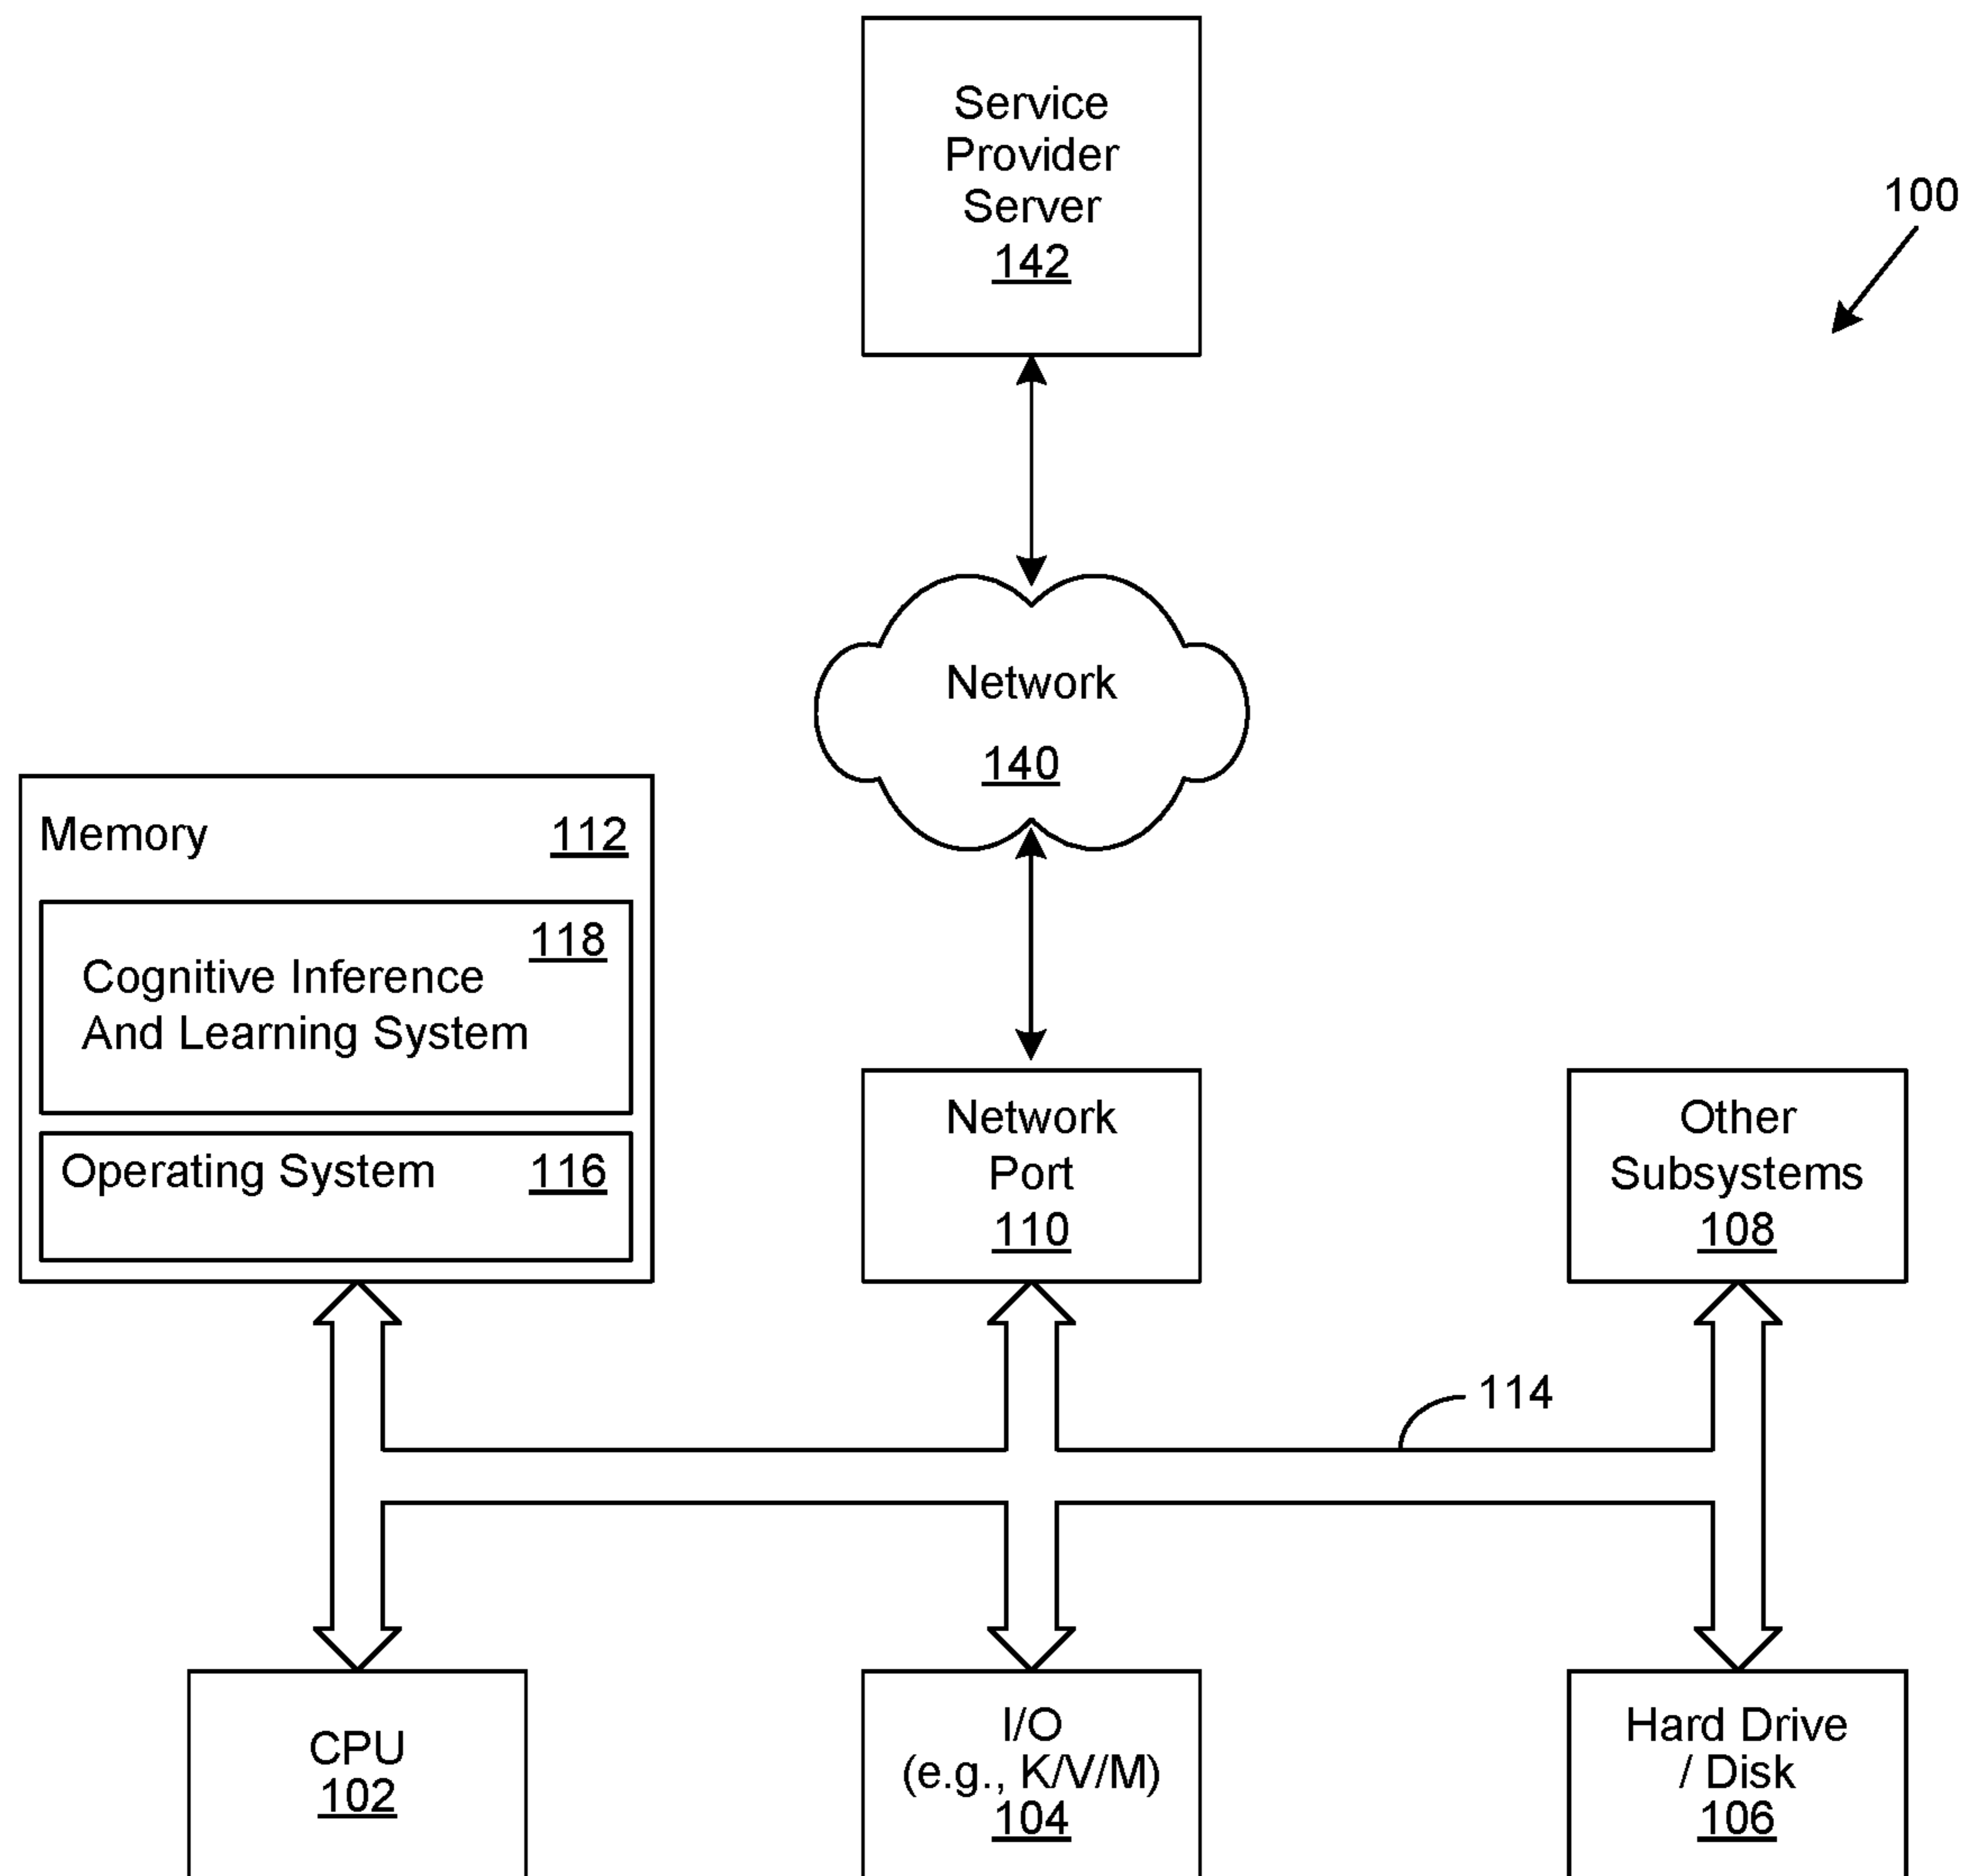 Service
Provider
Server
142
100
Network
140
Memory 112
118
Cognitive Inference
And Learning System
Operating System 116
Network
Port
110
Other
Subsystems
108
114
CPU
102
I/O
(e.g., K/V/M)
104
Hard Drive
/ Disk
106